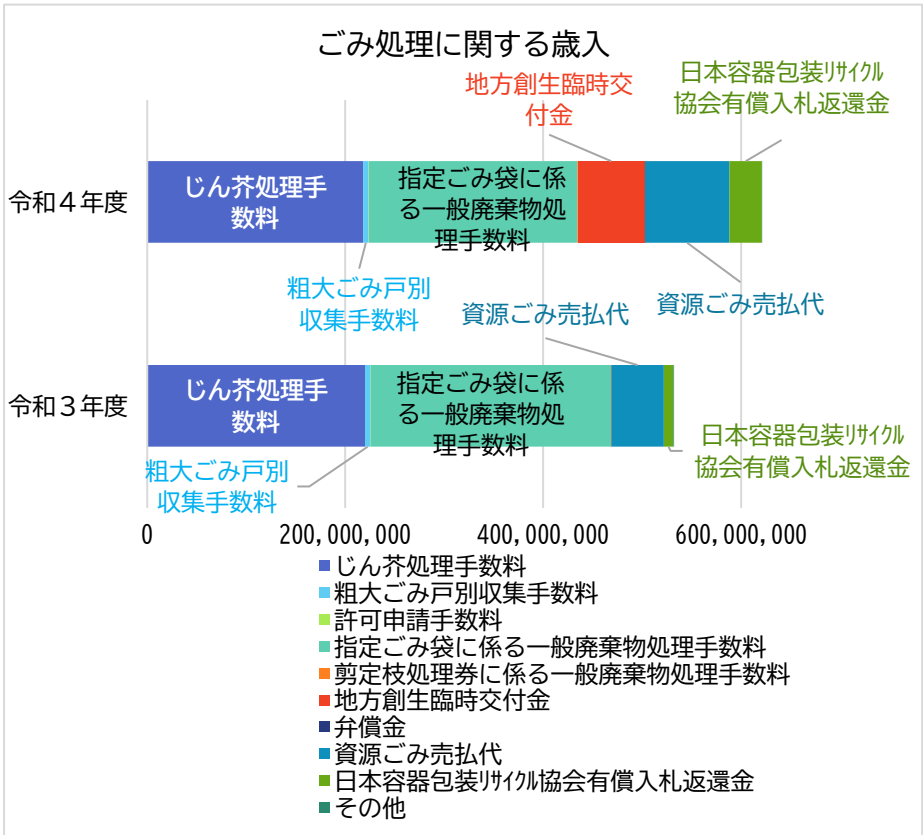 ごみ処理に関する歳入
地方創生臨時交
付金
日本容器包装ﾘｻｲｸﾙ
協会有償入札返還金
令和４年度
じん芥処理手
数料
指定ごみ袋に係
る一般廃棄物処
理手数料
粗大ごみ戸別
収集手数料
資源ごみ売払代
資源ごみ売払代
令和３年度
じん芥処理手
数料
指定ごみ袋に係
る一般廃棄物処
理手数料
日本容器包装ﾘｻｲｸﾙ
協会有償入札返還金
粗大ごみ戸別
収集手数料
0
200,000,000
400,000,000
600,000,000
じん芥処理手数料
粗大ごみ戸別収集手数料
許可申請手数料
指定ごみ袋に係る一般廃棄物処理手数料
剪定枝処理券に係る一般廃棄物処理手数料
地方創生臨時交付金
弁償金
資源ごみ売払代
日本容器包装ﾘｻｲｸﾙ協会有償入札返還金
その他